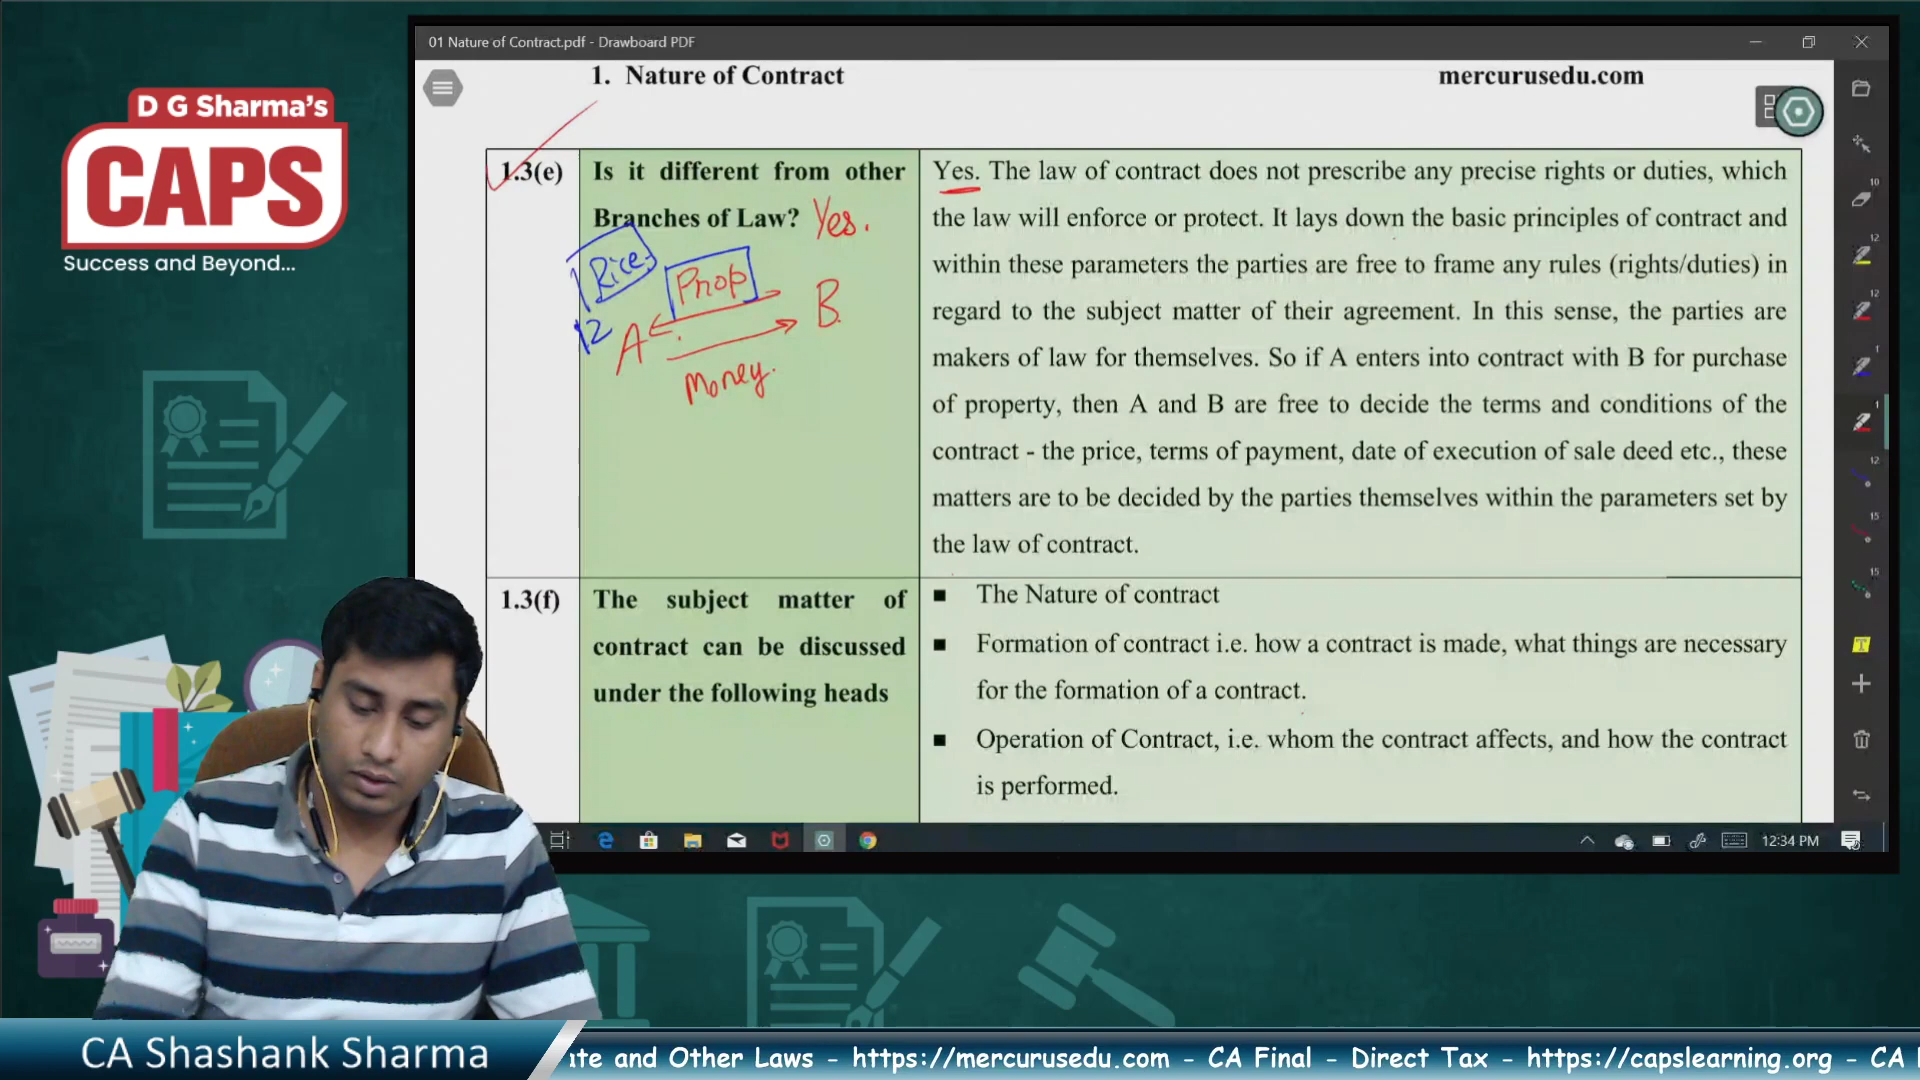 01 Nature of Contract.pdf - Drawboard PDF
1. Nature of Contract
mercurusedu.com
D G Sharma's
CAPS
Success and Beyond...
1.3(e)
Is it different from other
Branches of Law? Yes.
Rice
Prop
12
A
B
Money.
Yes. The law of contract does not prescribe any precise rights or duties, which
the law will enforce or protect. It lays down the basic principles of contract and
within these parameters the parties are free to frame any rules (rights/duties) in
regard to the subject matter of their agreement. In this sense, the parties are
makers of law for themselves. So if A enters into contract with B for purchase
of property, then A and B are free to decide the terms and conditions of the
contract - the price, terms of payment, date of execution of sale deed etc., these
matters are to be decided by the parties themselves within the parameters set by
the law of contract.
1.3(f)
The subject matter of
contract can be discussed
under the following heads
■ The Nature of contract
■ Formation of contract i.e. how a contract is made, what things are necessary
for the formation of a contract.
■ Operation of Contract, i.e. whom the contract affects, and how the contract
is performed.
10
12
12
1
1
12
15
15
T
12:34 PM
CA Shashank Sharma
ate and Other Laws - https://mercurusedu.com - CA Final - Direct Tax - https://capslearning.org - CA